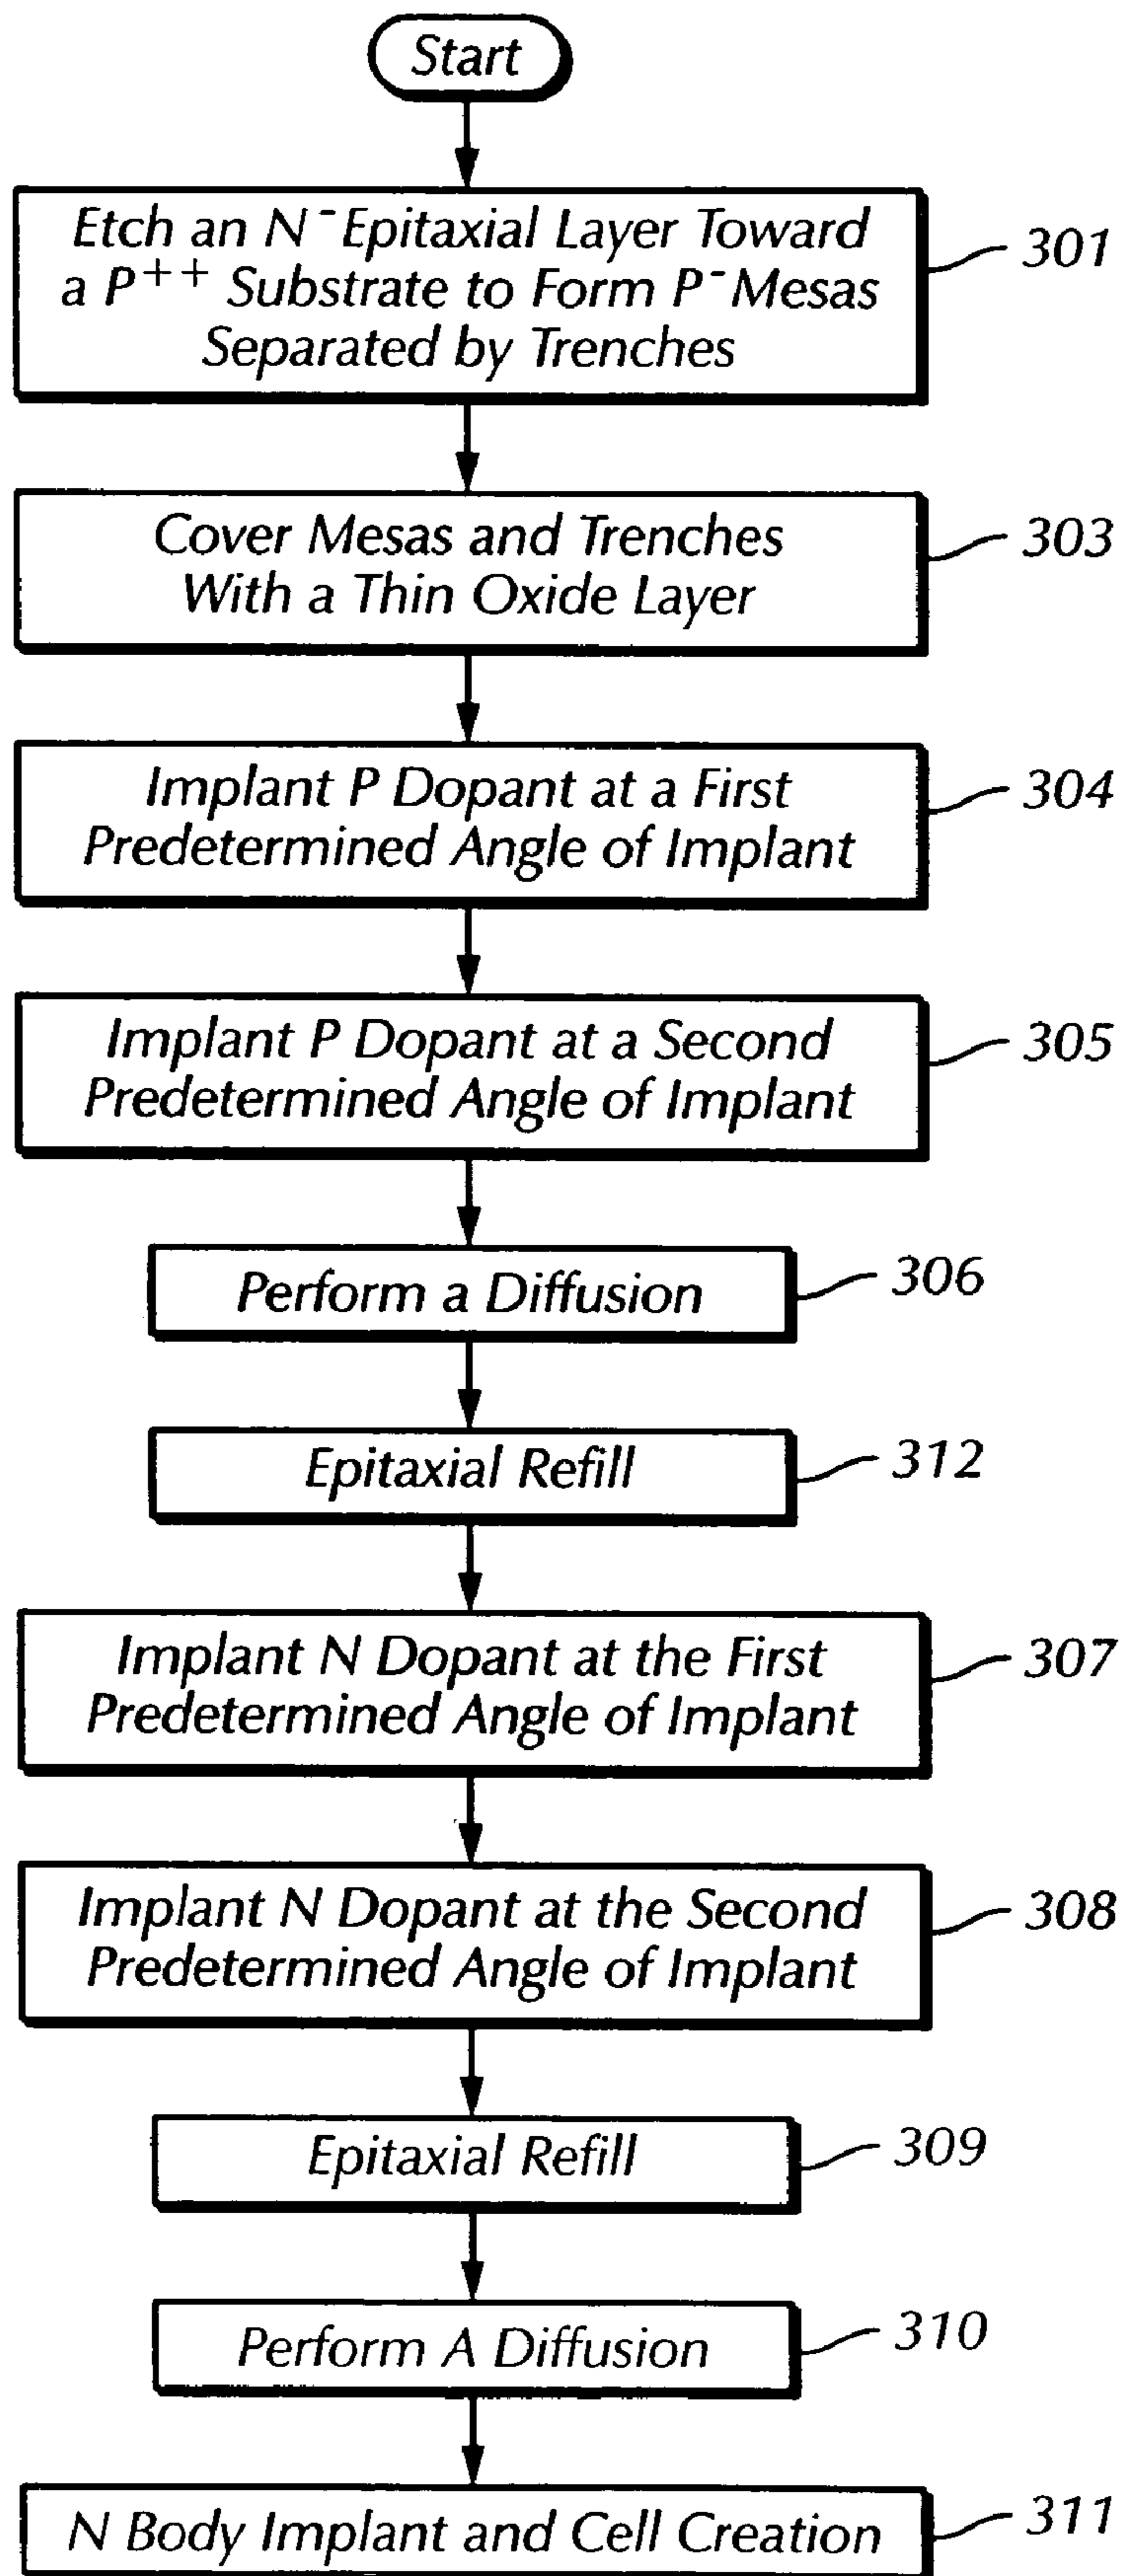 Start
Etch an N⁻ Epitaxial Layer Toward
a P⁺⁺ Substrate to Form P⁻ Mesas
Separated by Trenches
301
Cover Mesas and Trenches
With a Thin Oxide Layer
303
Implant P Dopant at a First
Predetermined Angle of Implant
304
Implant P Dopant at a Second
Predetermined Angle of Implant
305
Perform a Diffusion
306
Epitaxial Refill
312
Implant N Dopant at the First
Predetermined Angle of Implant
307
Implant N Dopant at the Second
Predetermined Angle of Implant
308
Epitaxial Refill
309
Perform A Diffusion
310
N Body Implant and Cell Creation
311